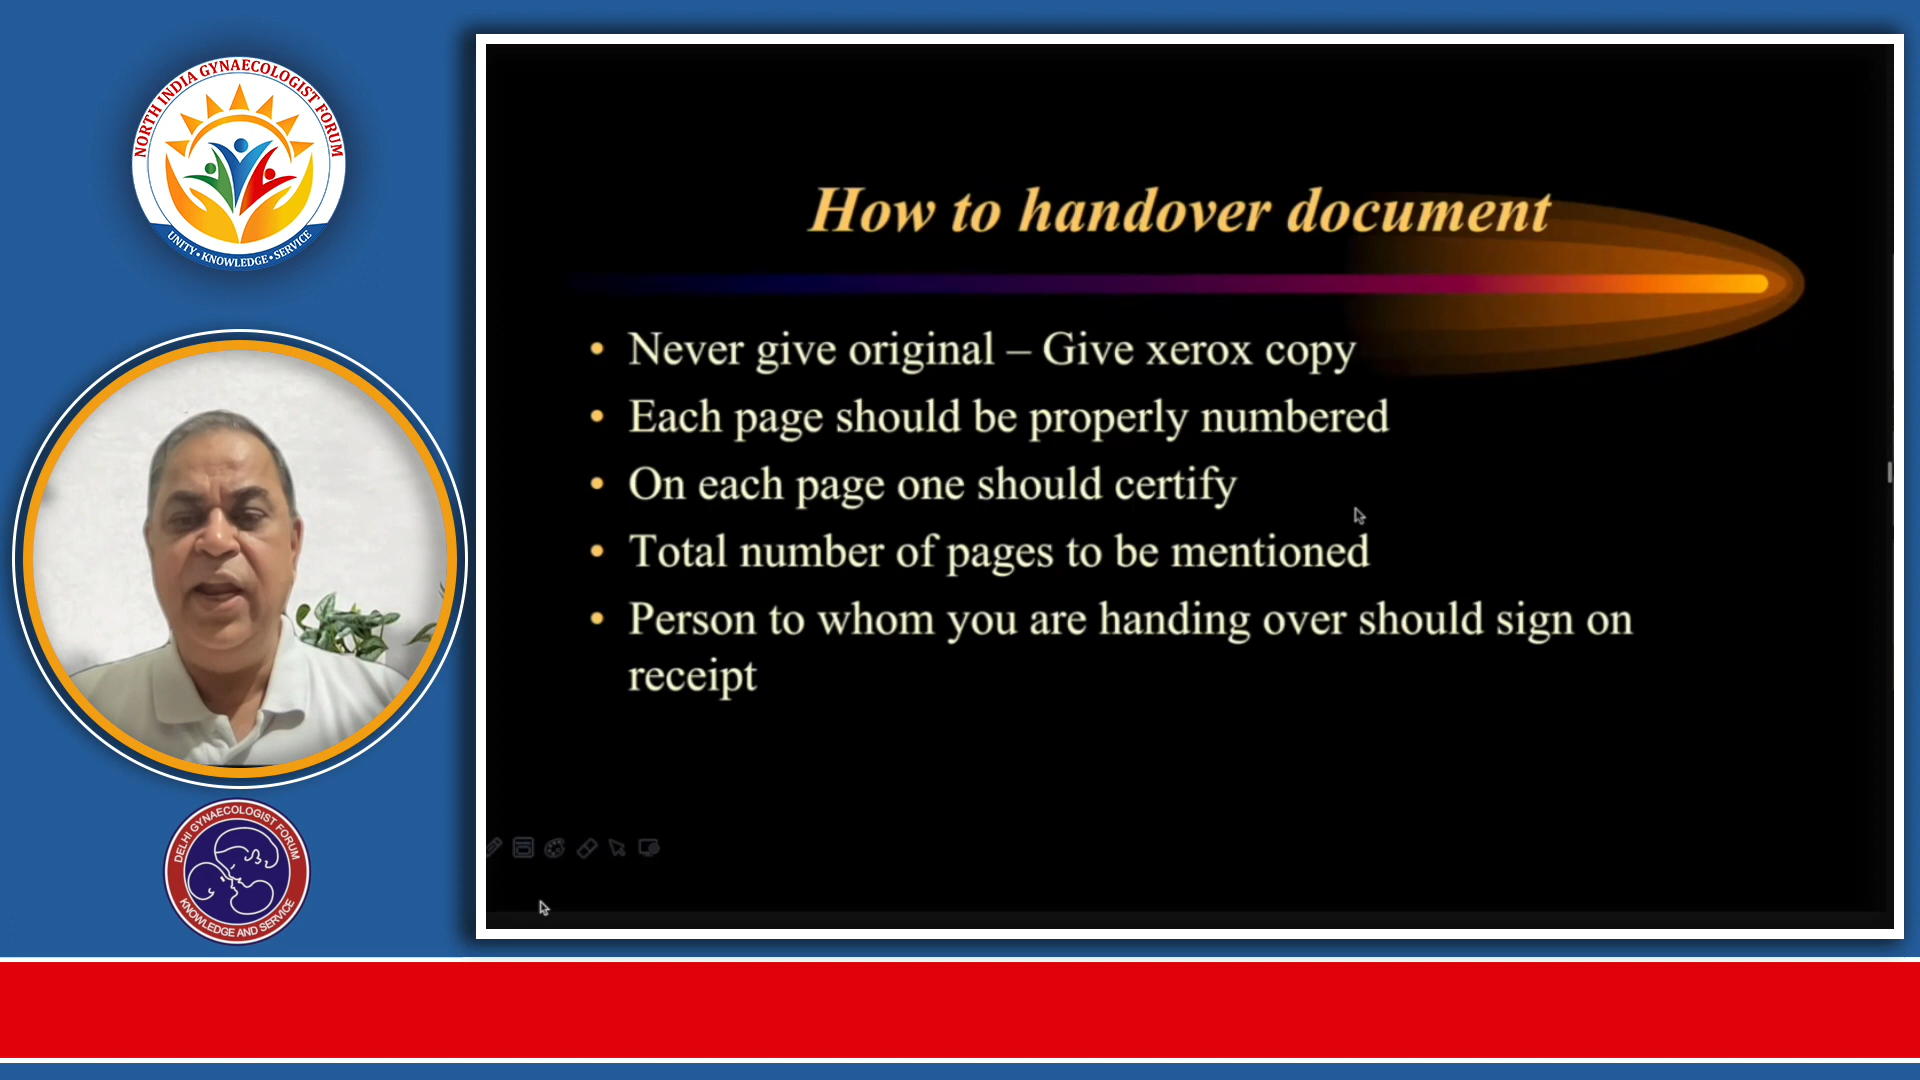 NORTH INDIA GYNAECOLOGIST FORUM
UNITY • KNOWLEDGE • SERVICE
DELHI GYNAECOLOGIST FORUM
KNOWLEDGE AND SERVICE
How to handover document
• Never give original – Give xerox copy
• Each page should be properly numbered
• On each page one should certify
• Total number of pages to be mentioned
• Person to whom you are handing over should sign on
receipt